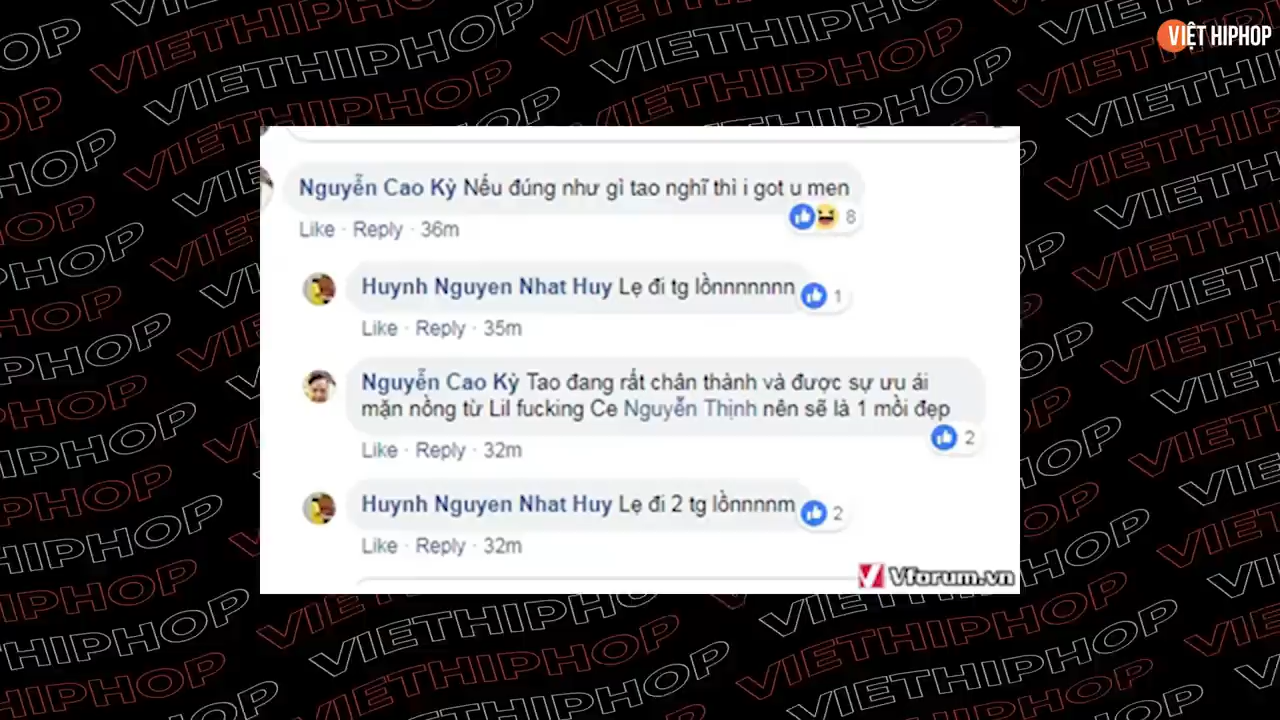 VIỆT HIPHOP
Nguyễn Cao Kỳ Nếu đúng như gì tao nghĩ thì i got u men
8
Like · Reply · 36m
Huynh Nguyen Nhat Huy Lẹ đi tg lồnnnnnnn
1
Like · Reply · 35m
Nguyễn Cao Kỳ Tao đang rất chân thành và được sự ưu ái
mặn nồng từ Lil fucking Ce Nguyễn Thịnh nên sẽ là 1 mồi đẹp
2
Like · Reply · 32m
Huynh Nguyen Nhat Huy Lẹ đi 2 tg lồnnnnm
2
Like · Reply · 32m
Vforum.vn
VIETHIPHOP